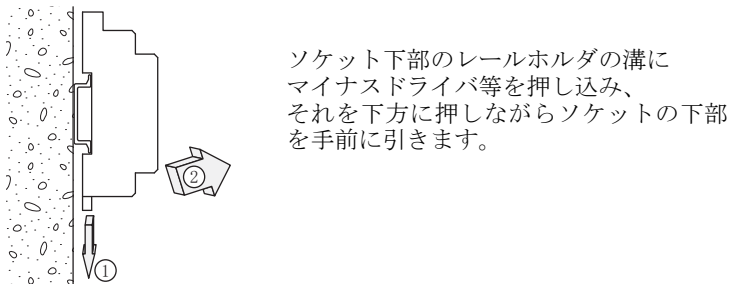 ソケット下部のレールホルダの溝に
マイナスドライバ等を押し込み、
それを下方に押しながらソケットの下部
を手前に引きます。
②
①